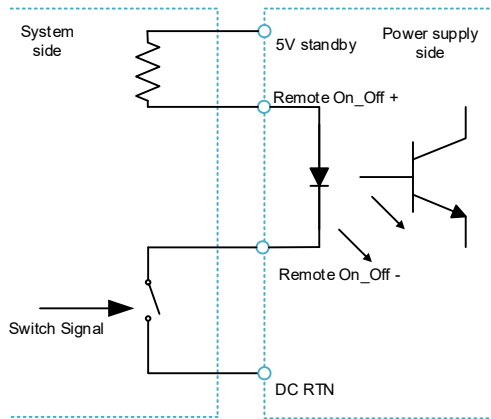 System
side
5V standby
Power supply
side
Remote On_Off +
Remote On_Off -
Switch Signal
DC RTN